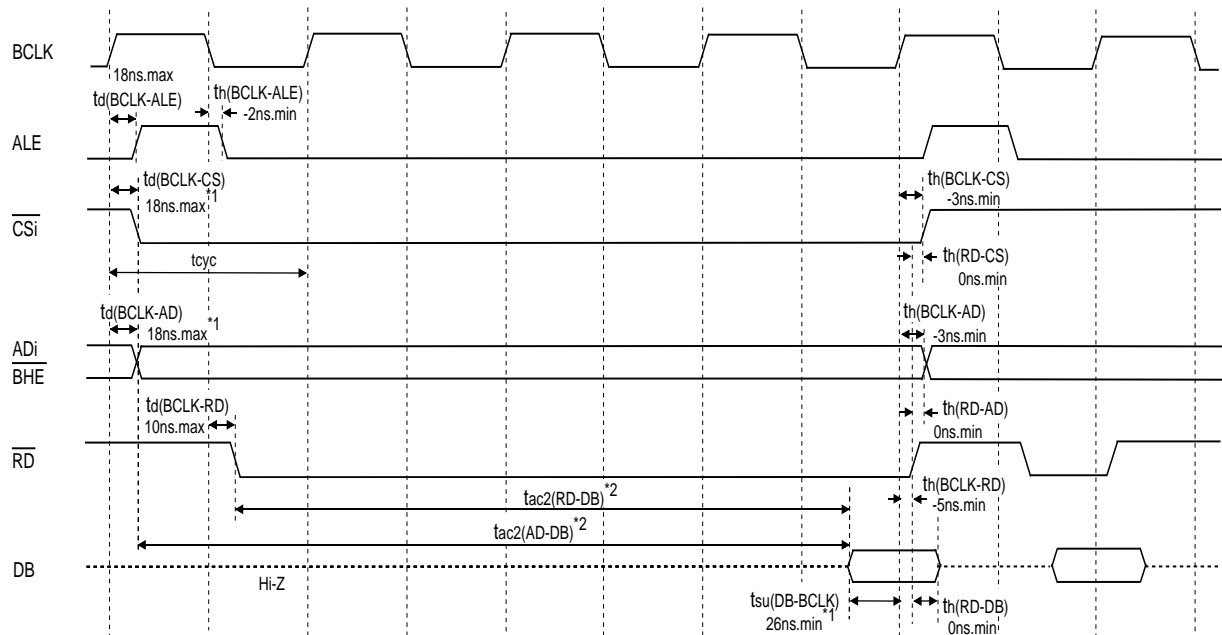 BCLK
18ns.max
td(BCLK-ALE)
th(BCLK-ALE)
-2ns.min
ALE
td(BCLK-CS)
18ns.max*1
th(BCLK-CS)
-3ns.min
CSi
tcyc
th(RD-CS)
0ns.min
td(BCLK-AD)
18ns.max*1
th(BCLK-AD)
-3ns.min
ADi
BHE
td(BCLK-RD)
10ns.max
th(RD-AD)
0ns.min
RD
th(BCLK-RD)
-5ns.min
tac2(RD-DB)*2
tac2(AD-DB)*2
DB
Hi-Z
tsu(DB-BCLK)
26ns.min*1
th(RD-DB)
0ns.min